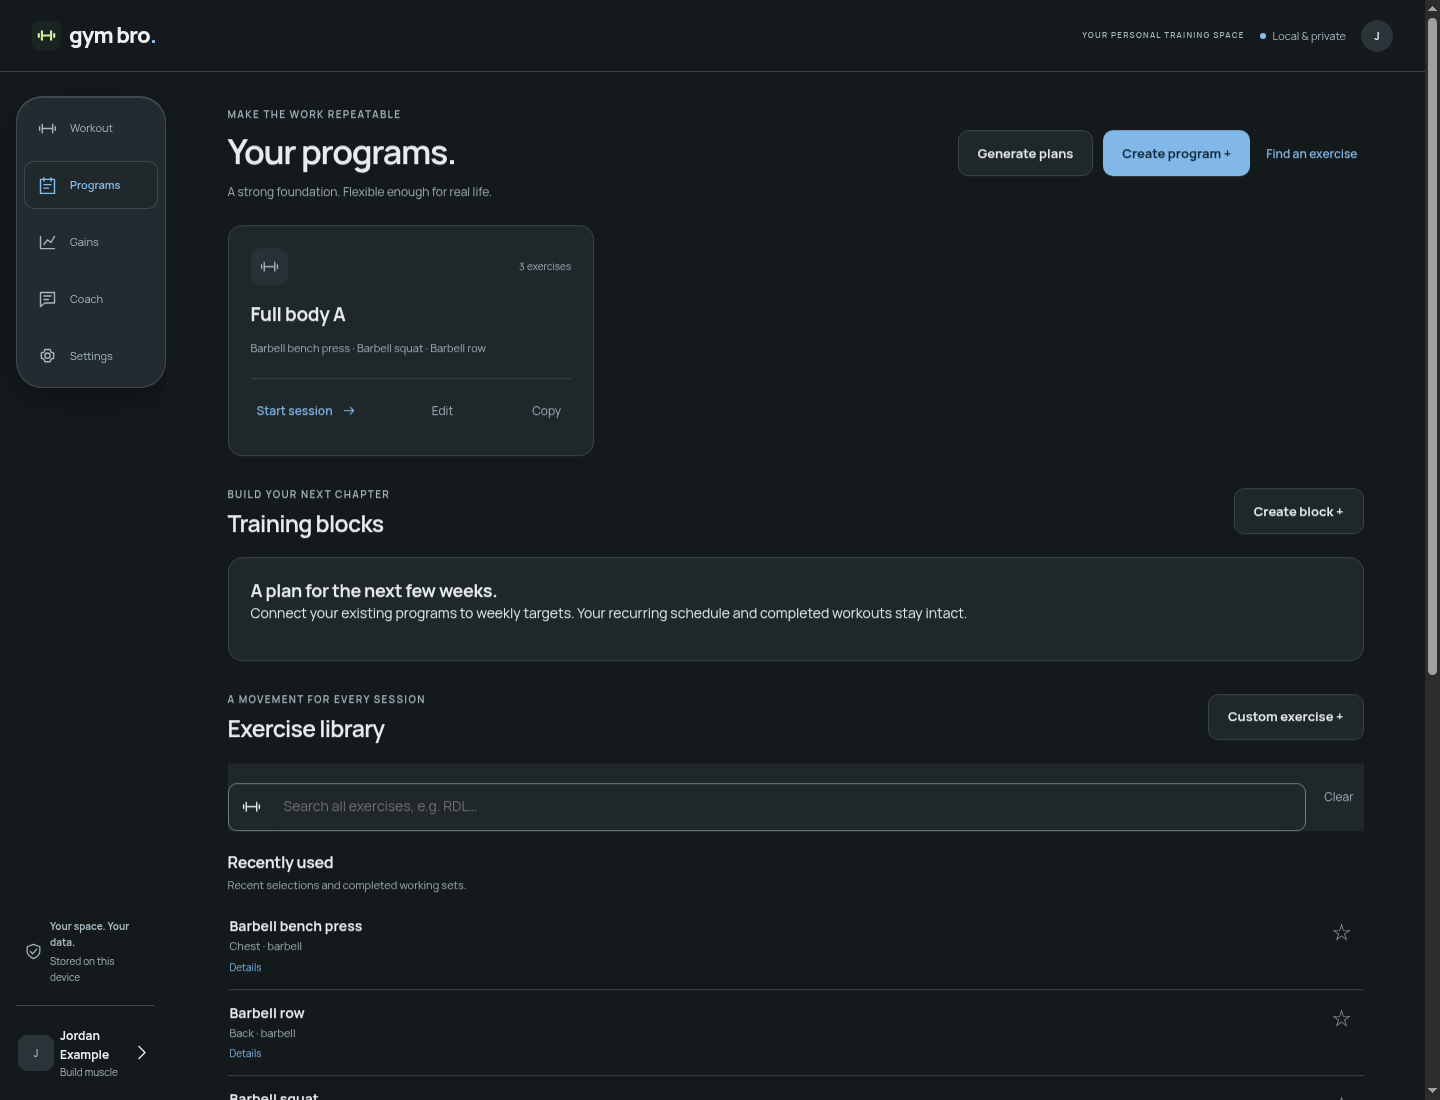 gym bro.
YOUR PERSONAL TRAINING SPACE
Local & private
J
Workout
Programs
Gains
Coach
Settings
MAKE THE WORK REPEATABLE
Your programs.
A strong foundation. Flexible enough for real life.
Generate plans
Create program +
Find an exercise
3 exercises
Full body A
Barbell bench press · Barbell squat · Barbell row
Start session →
Edit
Copy
BUILD YOUR NEXT CHAPTER
Training blocks
Create block +
A plan for the next few weeks.
Connect your existing programs to weekly targets. Your recurring schedule and completed workouts stay intact.
A MOVEMENT FOR EVERY SESSION
Exercise library
Custom exercise +
Search all exercises, e.g. RDL...
Clear
Recently used
Recent selections and completed working sets.
Barbell bench press
Chest · barbell
Details
Barbell row
Back · barbell
Details
Barbell squat
Your space. Your
data.
Stored on this
device
J
Jordan
Example
Build muscle